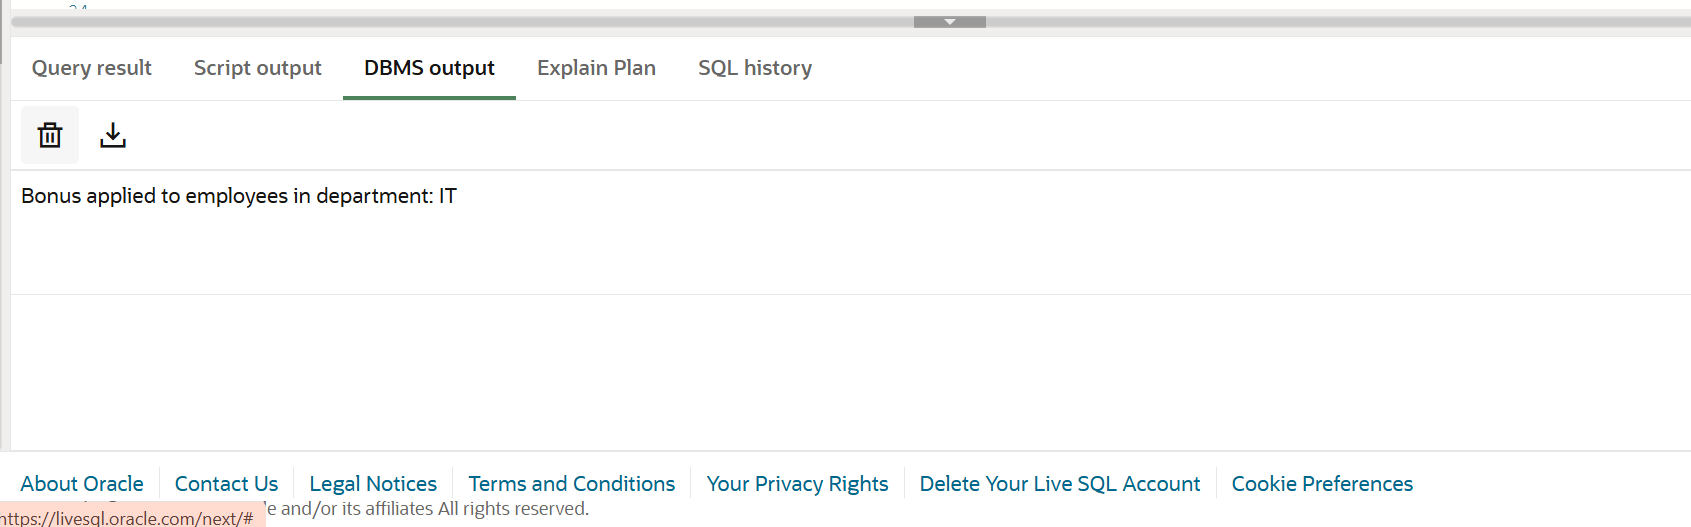 Query result Script output DBMS output Explain Plan SQL history
Bonus applied to employees in department: IT
About Oracle Contact Us Legal Notices Terms and Conditions Your Privacy Rights Delete Your Live SQL Account Cookie Preferences
and/or its affiliates All rights reserved.
https://livesql.oracle.com/next/#